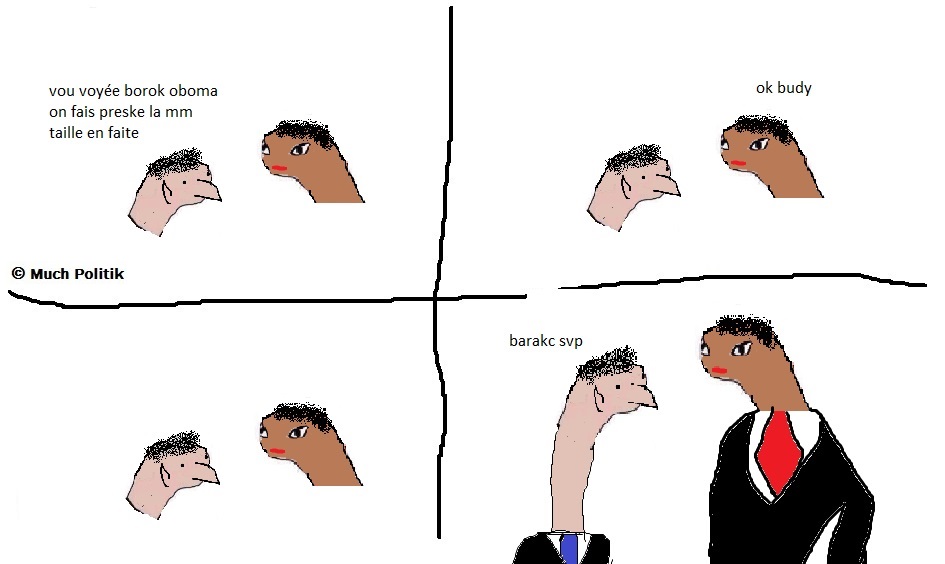 vou voyée borok oboma
on fais preske la mm
taille en faite
ok budy
© Much Politik
barakc svp